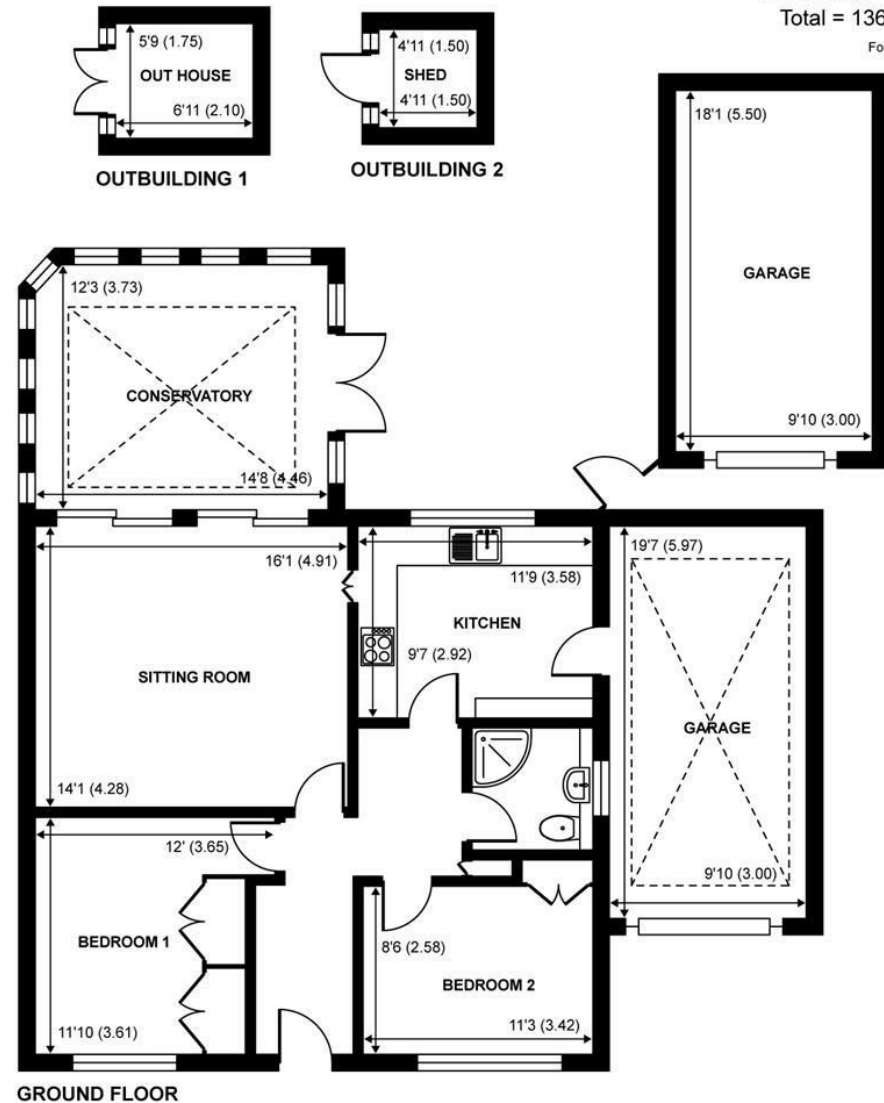 Total = 136
Fo
5'9 (1.75)
OUT HOUSE
6'11 (2.10)
OUTBUILDING 1
4'11 (1.50)
SHED
4'11 (1.50)
OUTBUILDING 2
18'1 (5.50)
GARAGE
9'10 (3.00)
12'3 (3.73)
CONSERVATORY
14'8 (4.46)
16'1 (4.91)
SITTING ROOM
14'1 (4.28)
11'9 (3.58)
KITCHEN
9'7 (2.92)
19'7 (5.97)
GARAGE
9'10 (3.00)
12' (3.65)
BEDROOM 1
11'10 (3.61)
8'6 (2.58)
BEDROOM 2
11'3 (3.42)
GROUND FLOOR